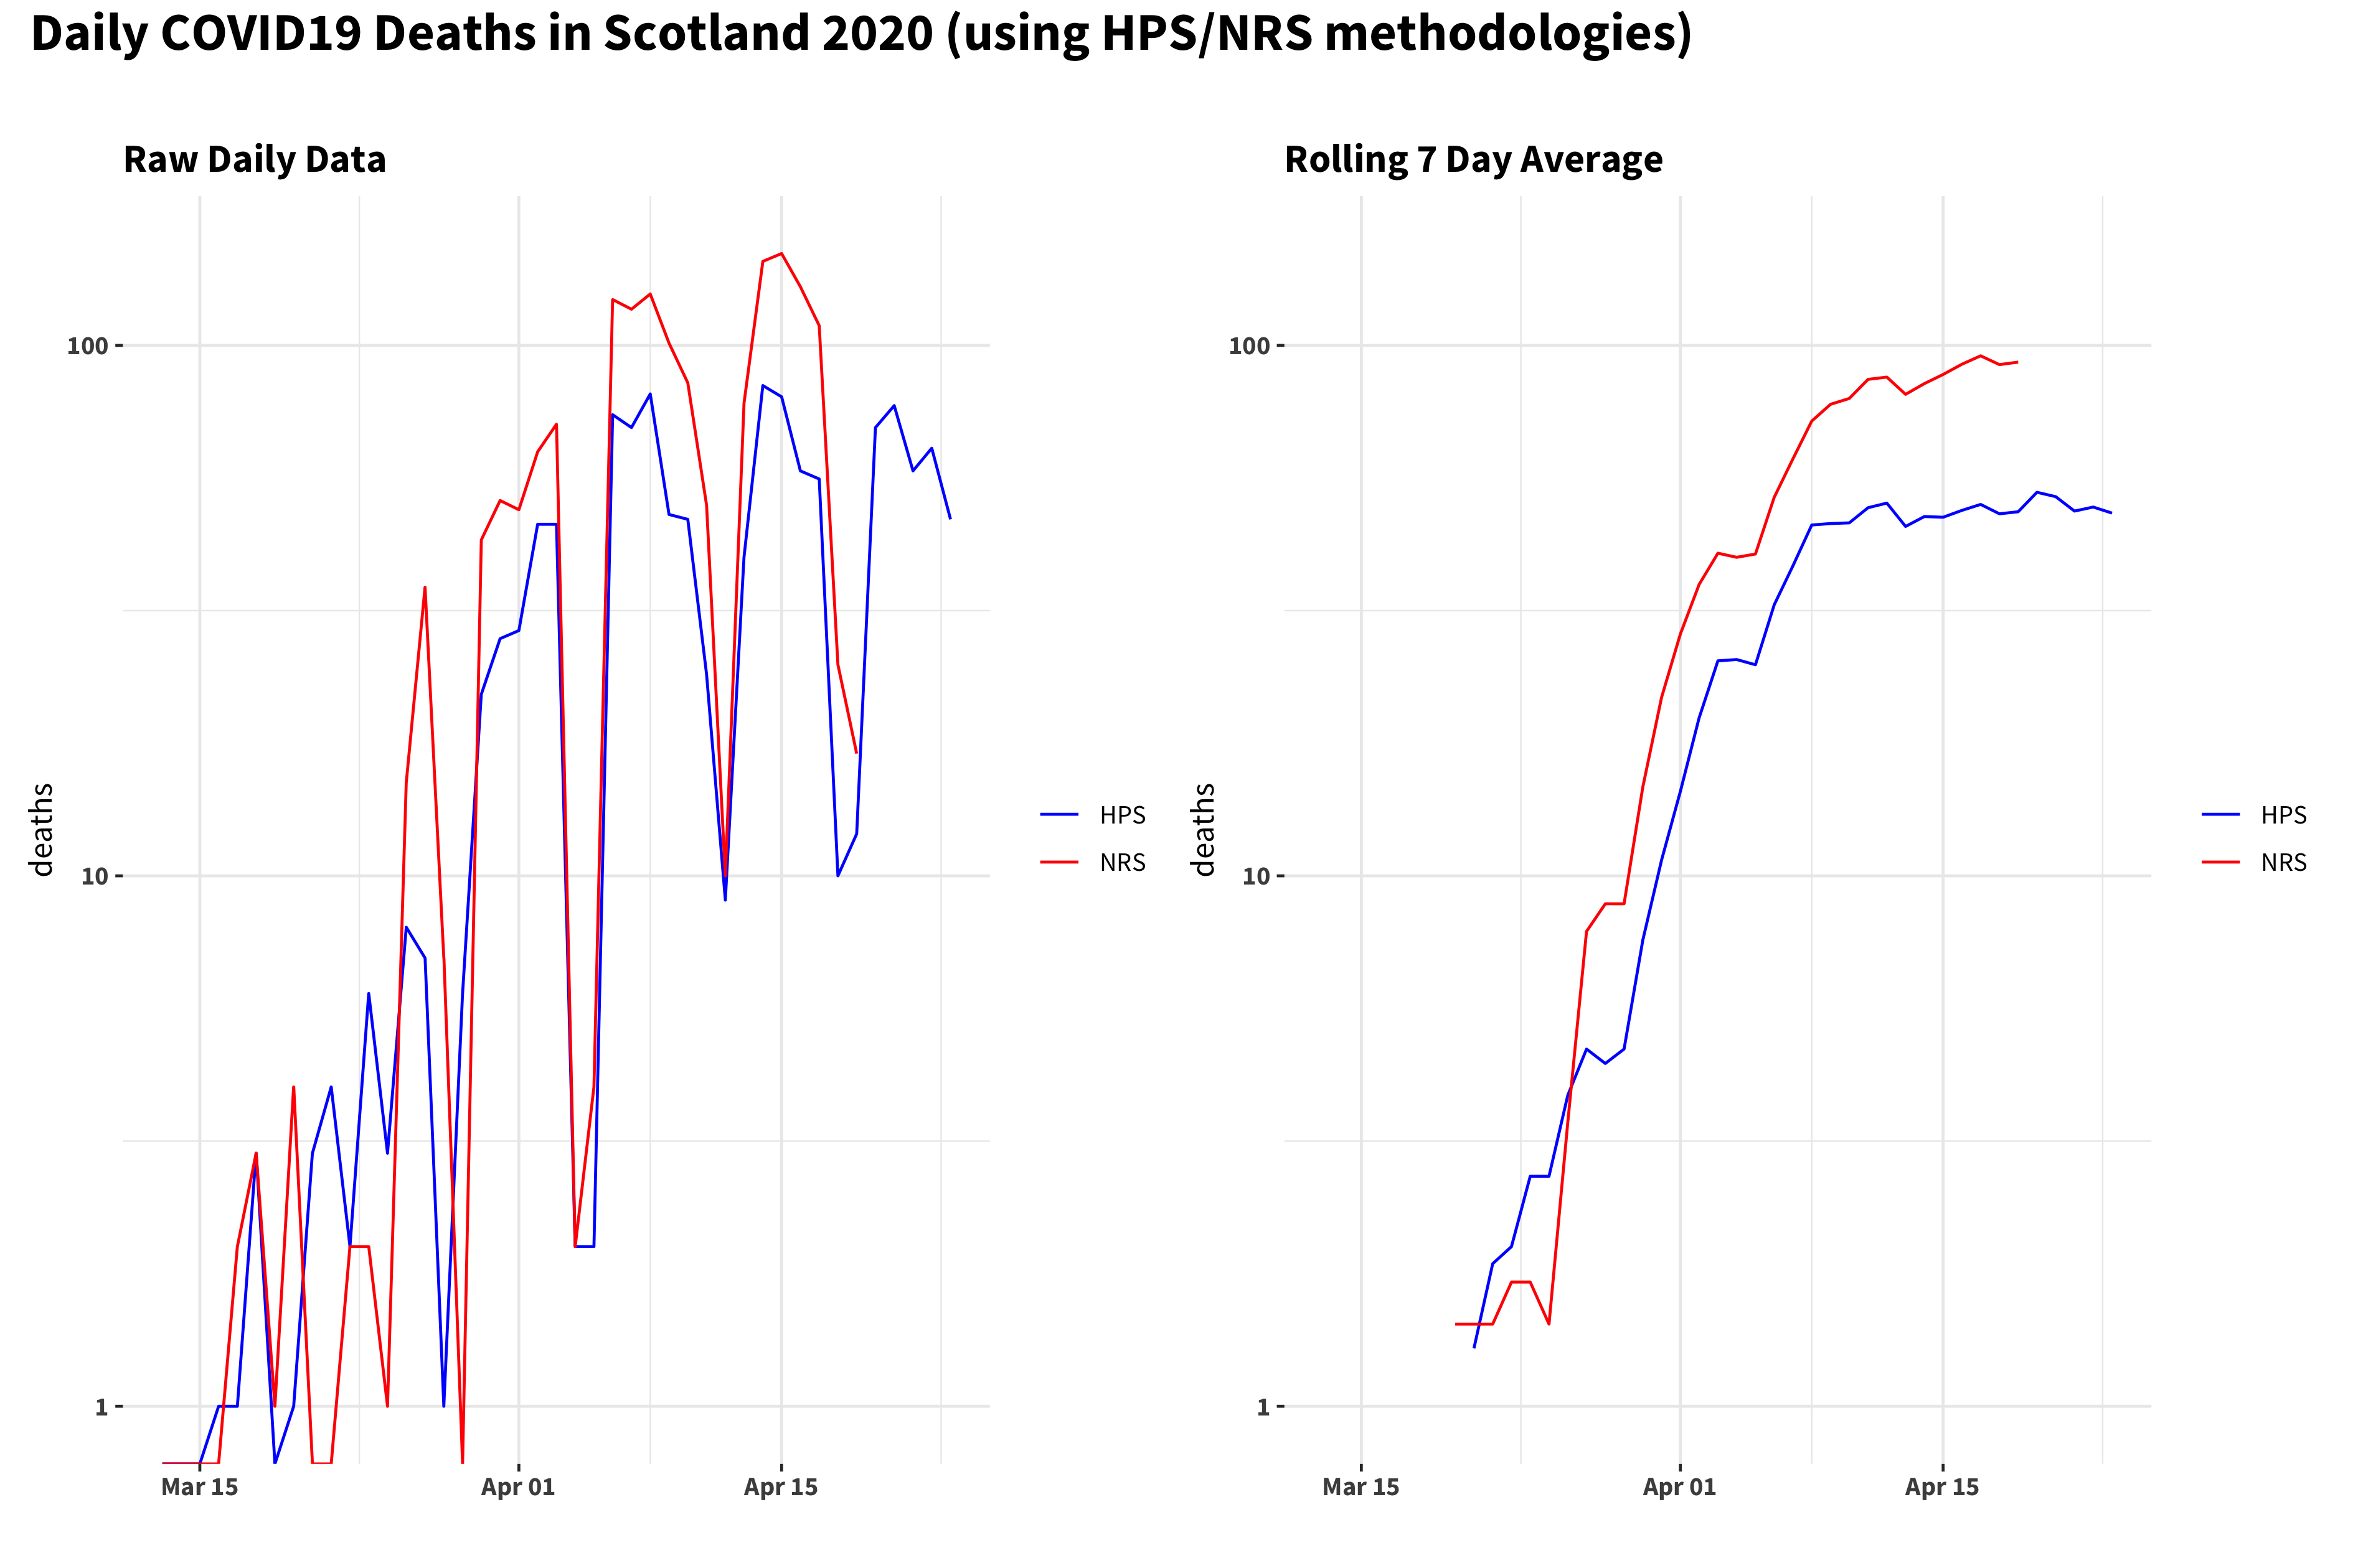 Daily COVID19 Deaths in Scotland 2020 (using HPS/NRS methodologies)
Raw Daily Data
deaths
100
10
1
Mar 15 Apr 01 Apr 15
HPS
NRS
Rolling 7 Day Average
deaths
100
10
1
Mar 15 Apr 01 Apr 15
HPS
NRS